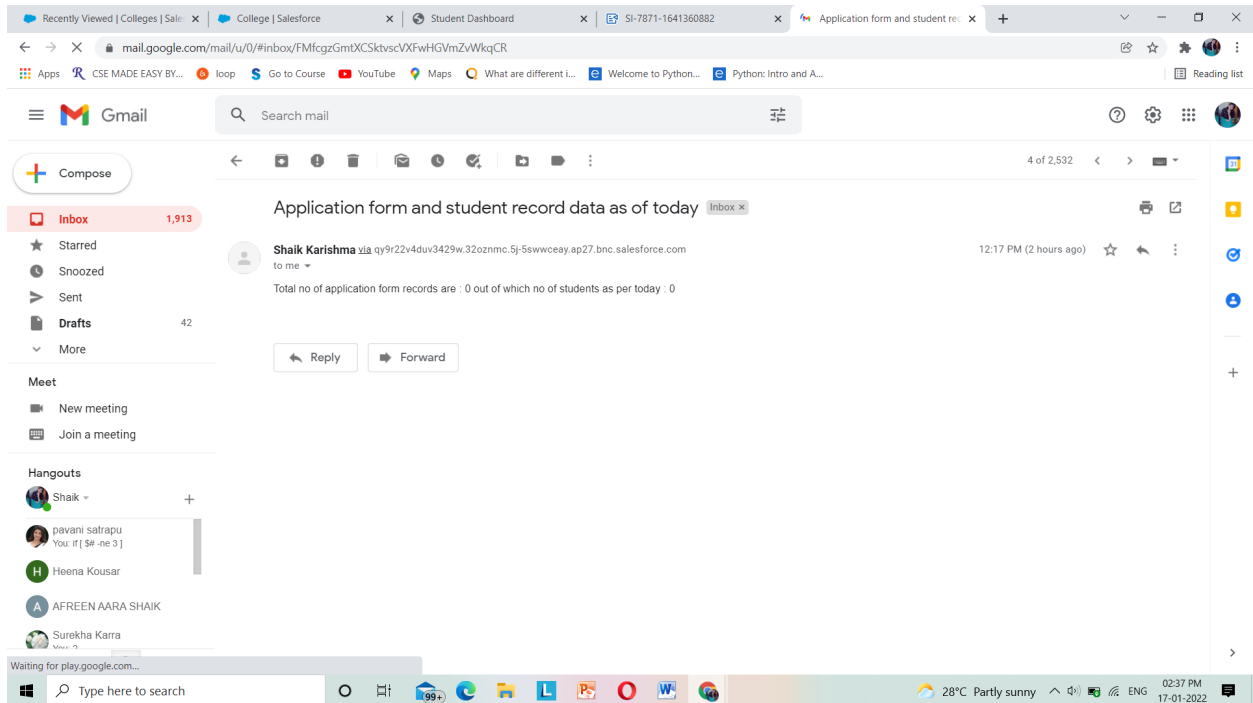 Recently Viewed | Colleges | Sale
College | Salesforce
Student Dashboard
SI-7871-1641360882
Application form and student rec
mail.google.com/mail/u/0/#inbox/FMfcgzGmtXCSktvscVXFwHGVmZvWkqCR
Apps
CSE MADE EASY BY...
loop
Go to Course
YouTube
Maps
What are different i...
Welcome to Python...
Python: Intro and A...
Reading list
Gmail
Search mail
Compose
4 of 2,532
Inbox 1,913
Starred
Snoozed
Sent
Drafts 42
More
Meet
New meeting
Join a meeting
Hangouts
Shaik
pavani satrapu
You: if [ $# -ne 3 ]
H Heena Kousar
A AFREEN AARA SHAIK
Surekha Karra
Application form and student record data as of today Inbox ×
Shaik Karishma via qy9r22v4duv3429w.32oznmc.5j-5swwceay.ap27.bnc.salesforce.com
12:17 PM (2 hours ago)
to me
Total no of application form records are : 0 out of which no of students as per today : 0
Reply
Forward
31
Waiting for play.google.com...
Type here to search
99+
28°C Partly sunny
ENG
02:37 PM
17-01-2022